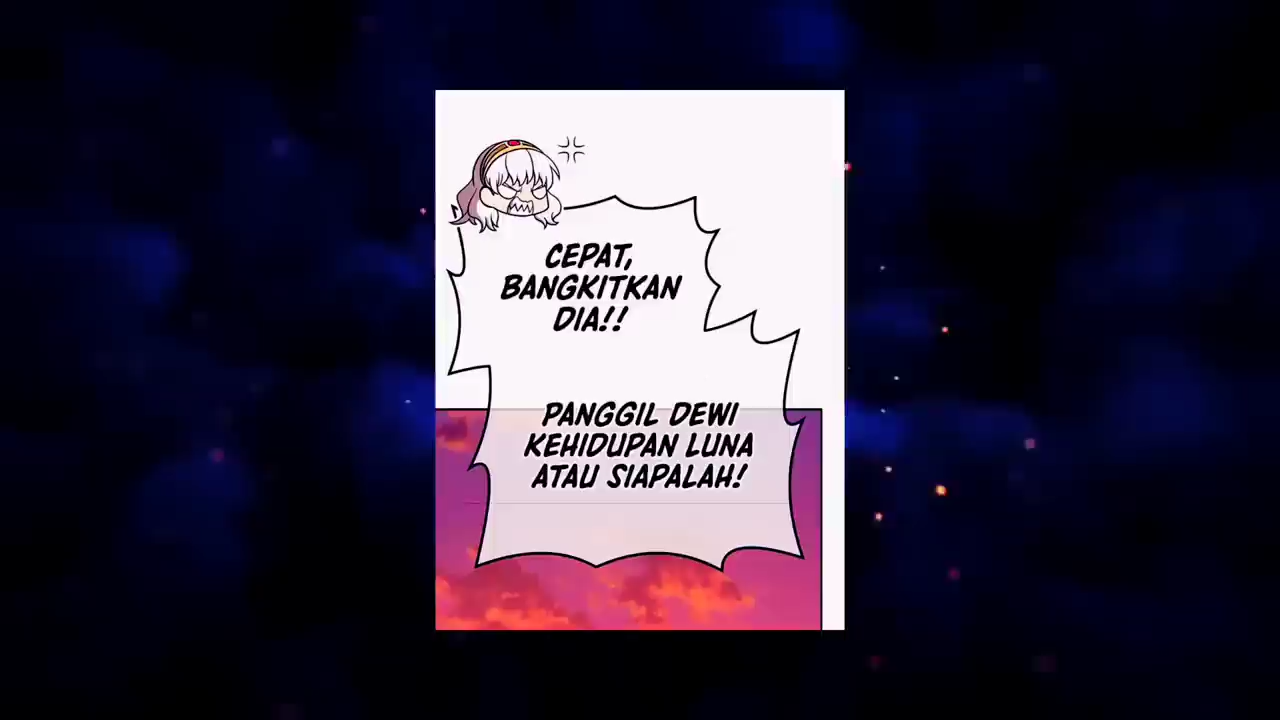 CEPAT,
BANGKITKAN
DIA!!
PANGGIL DEWI
KEHIDUPAN LUNA
ATAU SIAPALAH!